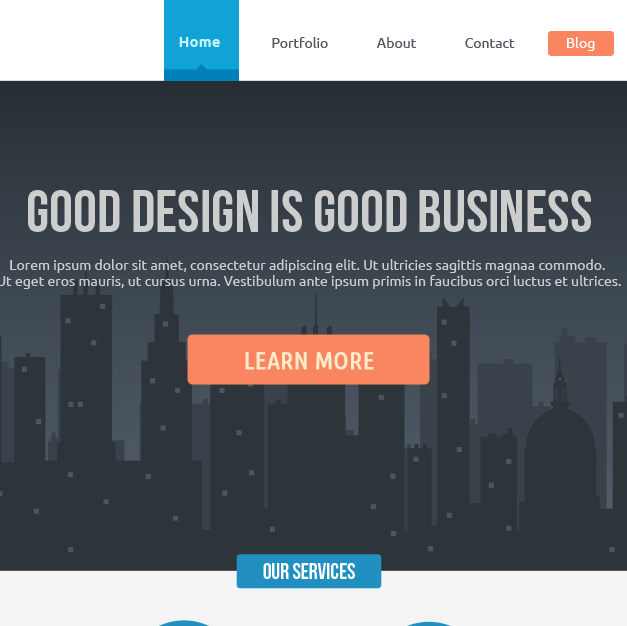 Home Portfolio About Contact Blog
GOOD DESIGN IS GOOD BUSINESS
Lorem ipsum dolor sit amet, consectetur adipiscing elit. Ut ultricies sagittis magnaa commodo.
Ut eget eros mauris, ut cursus urna. Vestibulum ante ipsum primis in faucibus orci luctus et ultrices.
LEARN MORE
OUR SERVICES